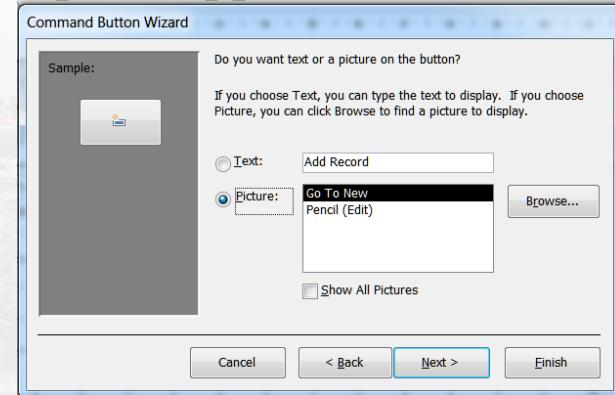 Command Button Wizard
Sample:
Do you want text or a picture on the button?
If you choose Text, you can type the text to display.  If you choose
Picture, you can click Browse to find a picture to display.
Text:
Add Record
Picture:
Go To New
Pencil (Edit)
Browse...
Show All Pictures
Cancel
< Back
Next >
Finish